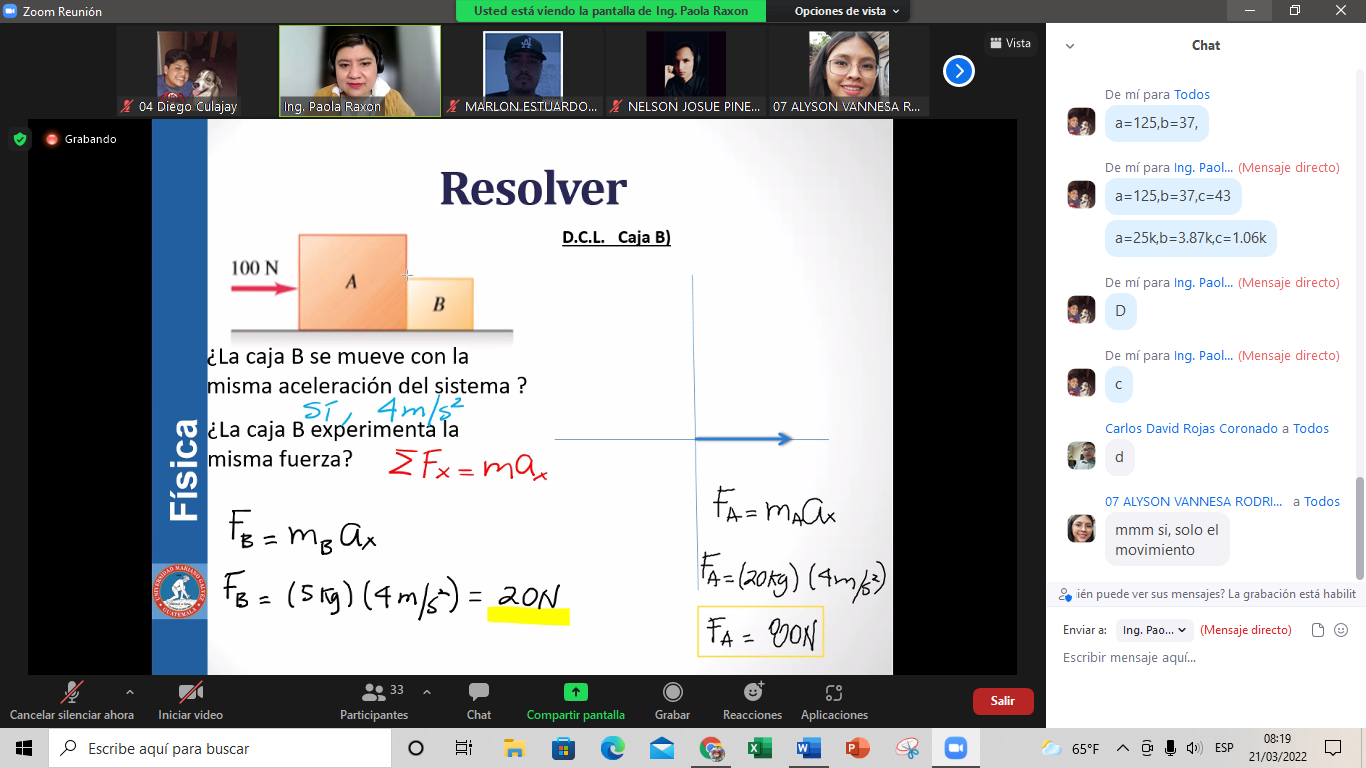 Zoom Reunión
Usted está viendo la pantalla de Ing. Paola Raxon
Opciones de vista
04 Diego Culajay
Ing. Paola Raxon
MARLON ESTUARDO...
NELSON JOSUE PINE...
07 ALYSON VANNESA R...
Vista
Grabando
Resolver
D.C.L. Caja B)
100 N
A
B
¿La caja B se mueve con la
misma aceleración del sistema ?
SI, 4m/s²
¿La caja B experimenta la
misma fuerza?
ΣFx = max
FB = mB ax
FB = (5kg)(4m/s²) = 20N
FA = mA ax
FA = (20kg)(4m/s²)
FA = 80N
Física
UNIVERSIDAD MARIANO GALVEZ
GUATEMALA
Chat
De mí para Todos
a=125,b=37,
De mí para Ing. Paol... (Mensaje directo)
a=125,b=37,c=43
a=25k,b=3.87k,c=1.06k
De mí para Ing. Paol... (Mensaje directo)
D
De mí para Ing. Paol... (Mensaje directo)
c
Carlos David Rojas Coronado a Todos
d
07 ALYSON VANNESA RODRI... a Todos
mmm si, solo el
movimiento
ién puede ver sus mensajes? La grabación está habilit
Enviar a: Ing. Pao... (Mensaje directo)
Escribir mensaje aquí...
Cancelar silenciar ahora
Iniciar video
33
Participantes
Chat
Compartir pantalla
Grabar
Reacciones
Aplicaciones
Salir
Escribe aquí para buscar
65°F
ESP
08:19
21/03/2022